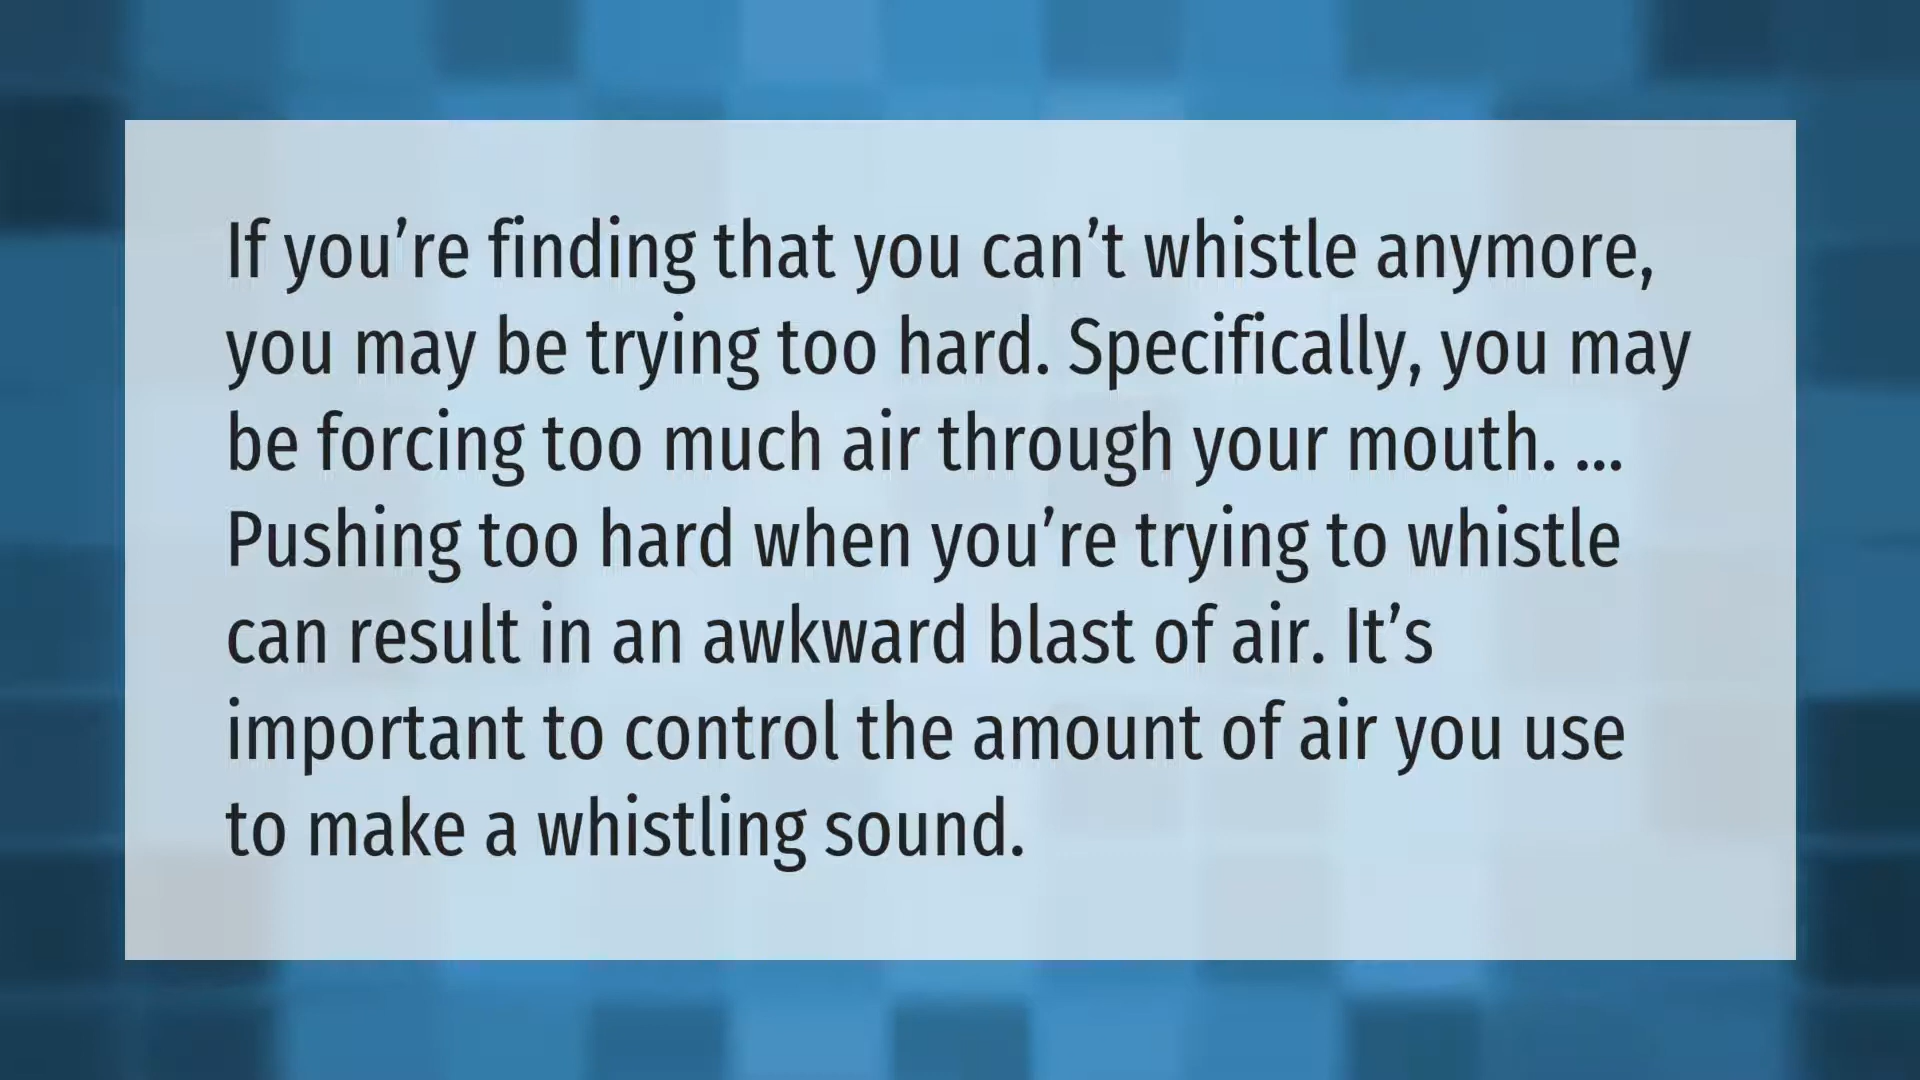 If you’re finding that you can’t whistle anymore,
you may be trying too hard. Specifically, you may
be forcing too much air through your mouth. ...
Pushing too hard when you’re trying to whistle
can result in an awkward blast of air. It’s
important to control the amount of air you use
to make a whistling sound.